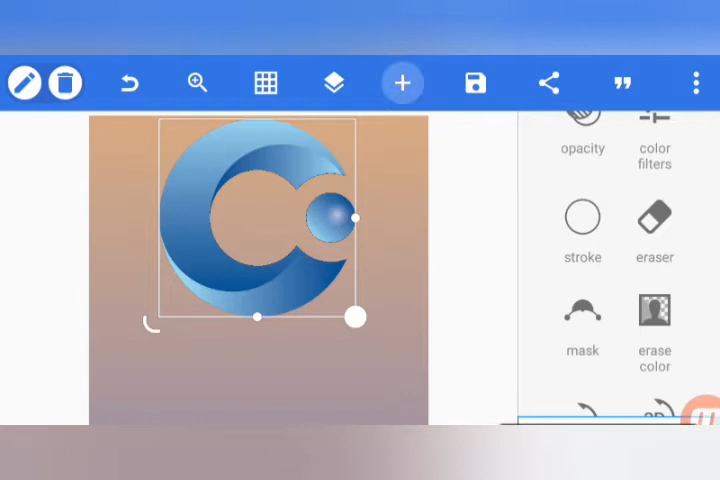 opacity
color
filters
stroke
eraser
mask
erase
color